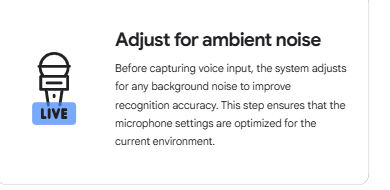 Adjust for ambient noise
Before capturing voice input, the system adjusts
for any background noise to improve
recognition accuracy. This step ensures that the
microphone settings are optimized for the
current environment.
LIVE